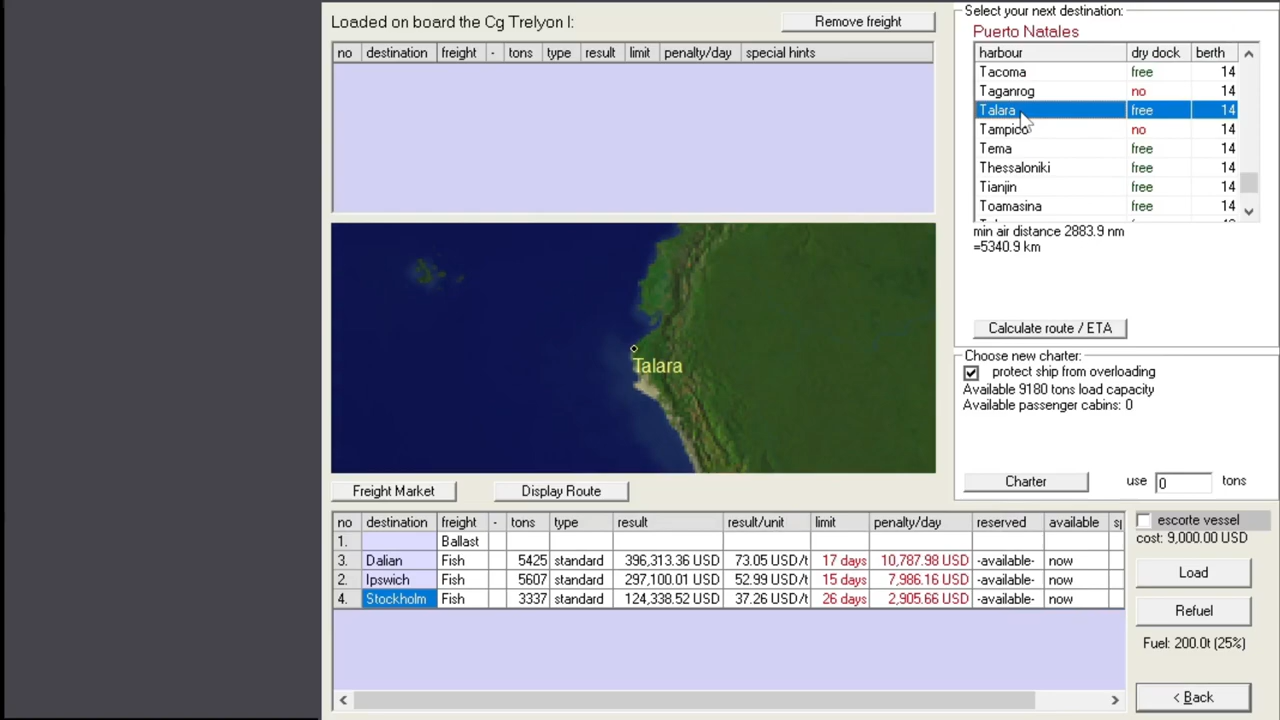 Loaded on board the Cg Trelyon I:
Remove freight
no destination freight - tons type result limit penalty/day special hints
Select your next destination:
Puerto Natales
harbour dry dock berth
Tacoma free 14
Taganrog no 14
Talara free 14
Tampico no 14
Tema free 14
Thessaloniki free 14
Tianjin free 14
Toamasina free 14
min air distance 2883.9 nm
=5340.9 km
Calculate route / ETA
Talara
Choose new charter:
protect ship from overloading
Available 9180 tons load capacity
Available passenger cabins: 0
Charter use 0 tons
Freight Market Display Route
no destination freight - tons type result result/unit limit penalty/day reserved available
1. Ballast
3. Dalian Fish 5425 standard 396,313.36 USD 73.05 USD/t 17 days 10,787.98 USD -available- now
2. Ipswich Fish 5607 standard 297,100.01 USD 52.99 USD/t 15 days 7,986.16 USD -available- now
4. Stockholm Fish 3337 standard 124,338.52 USD 37.26 USD/t 26 days 2,905.66 USD -available- now
escorte vessel
cost: 9,000.00 USD
Load
Refuel
Fuel: 200.0t (25%)
< Back